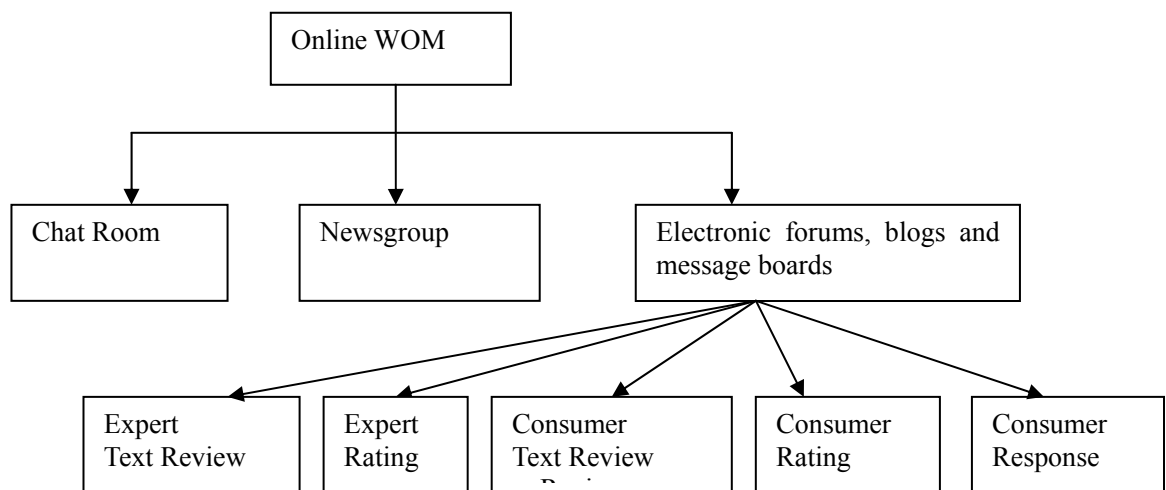 Online WOM
Chat Room
Newsgroup
Electronic forums, blogs and
message boards
Expert
Text Review
Expert
Rating
Consumer
Text Review
Consumer
Rating
Consumer
Response